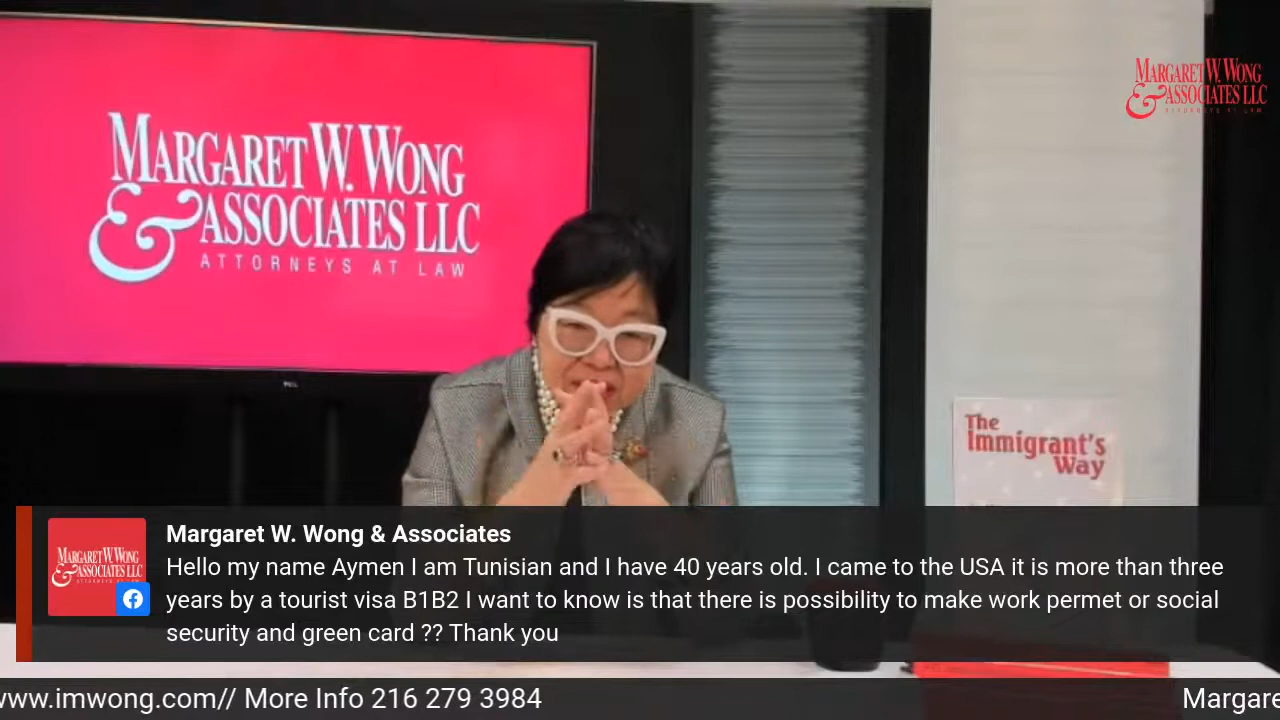 MARGARET W. WONG
& ASSOCIATES LLC
ATTORNEYS AT LAW
MARGARET W. WONG
& ASSOCIATES LLC
ATTORNEYS AT LAW
The
Immigrant's
Way
MARGARET W. WONG
& ASSOCIATES LLC
Margaret W. Wong & Associates
Hello my name Aymen I am Tunisian and I have 40 years old. I came to the USA it is more than three
years by a tourist visa B1B2 I want to know is that there is possibility to make work permet or social
security and green card ?? Thank you
www.imwong.com// More Info 216 279 3984
Margare